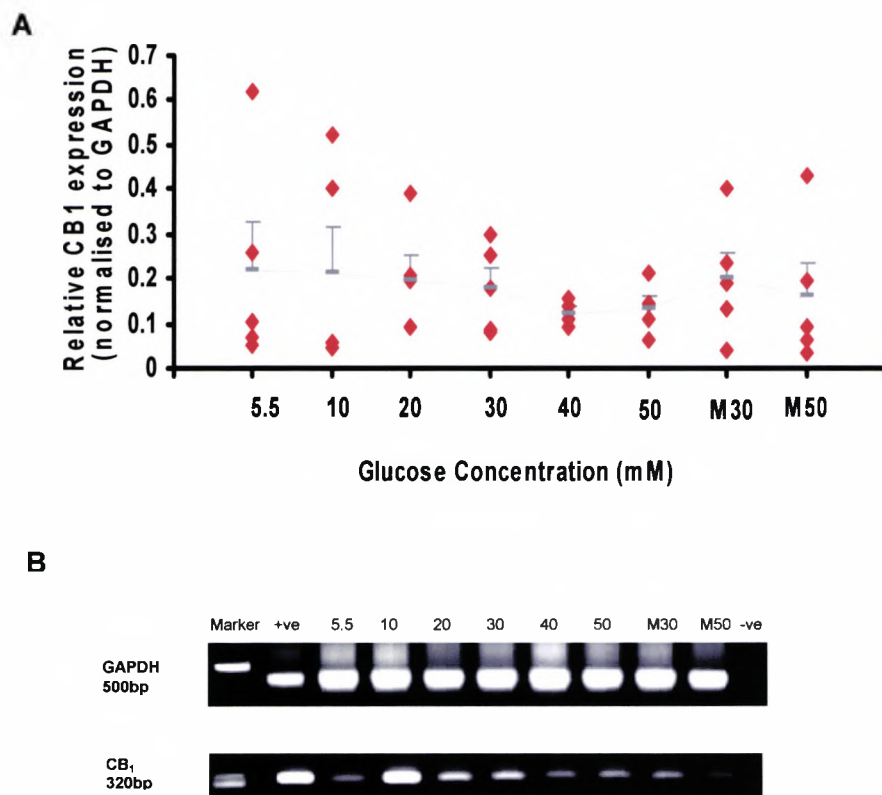 A
Relative CB1 expression
(normalised to GAPDH)
0.7
0.6
0.5
0.4
0.3
0.2
0.1
0
5.5 10 20 30 40 50 M30 M50
Glucose Concentration (mM)
B
Marker +ve 5.5 10 20 30 40 50 M30 M50 -ve
GAPDH
500bp
CB₁
320bp